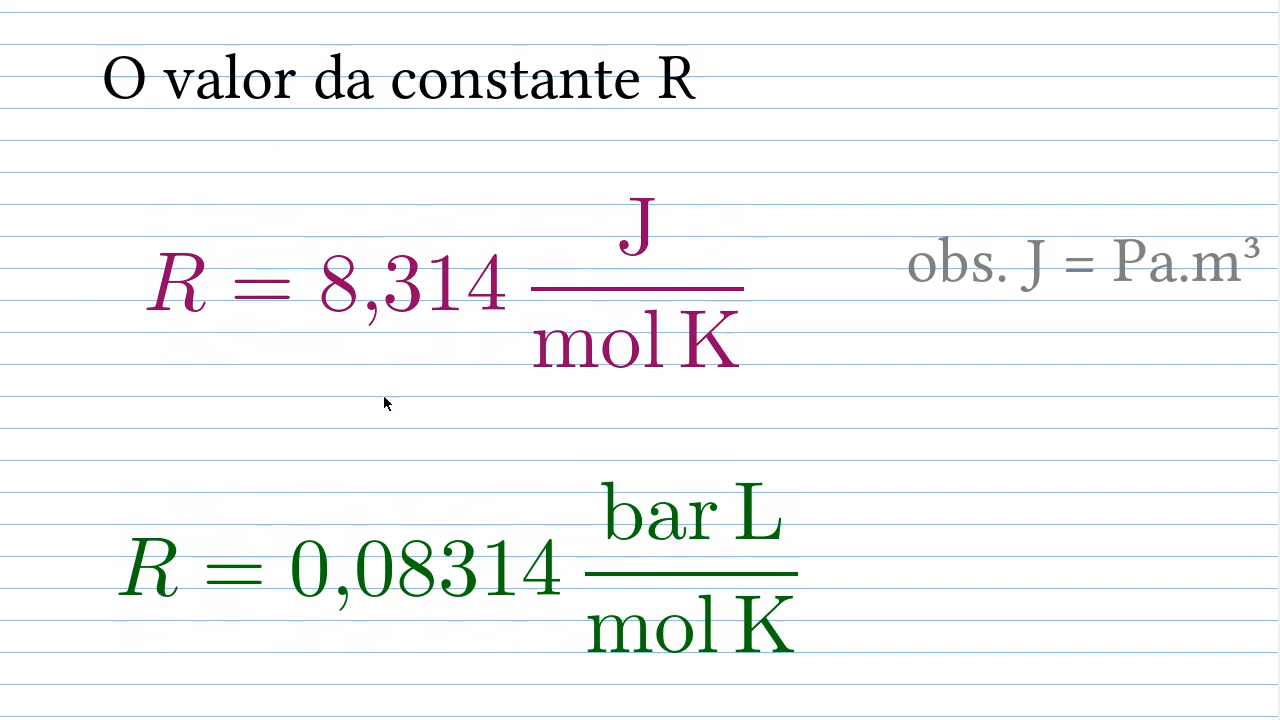 O valor da constante R
R = 8,314 J/mol K
obs. J = Pa.m³
R = 0,08314 bar L/mol K